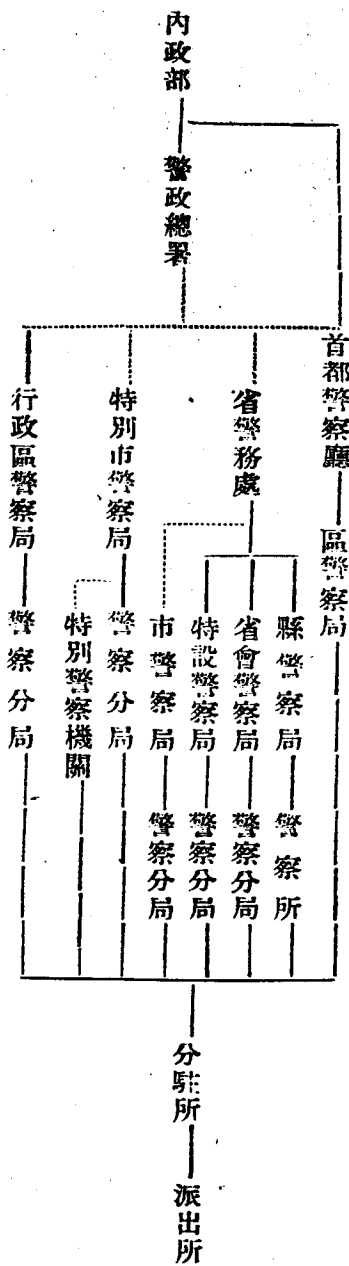 內政部
警政總署
首都警察廳
區警察局
省警務處
縣警察局
警察所
省會警察局
警察分局
特設警察局
警察分局
市警察局
警察分局
特別市警察局
警察分局
特別警察機關
行政區警察局
警察分局
分駐所
派出所